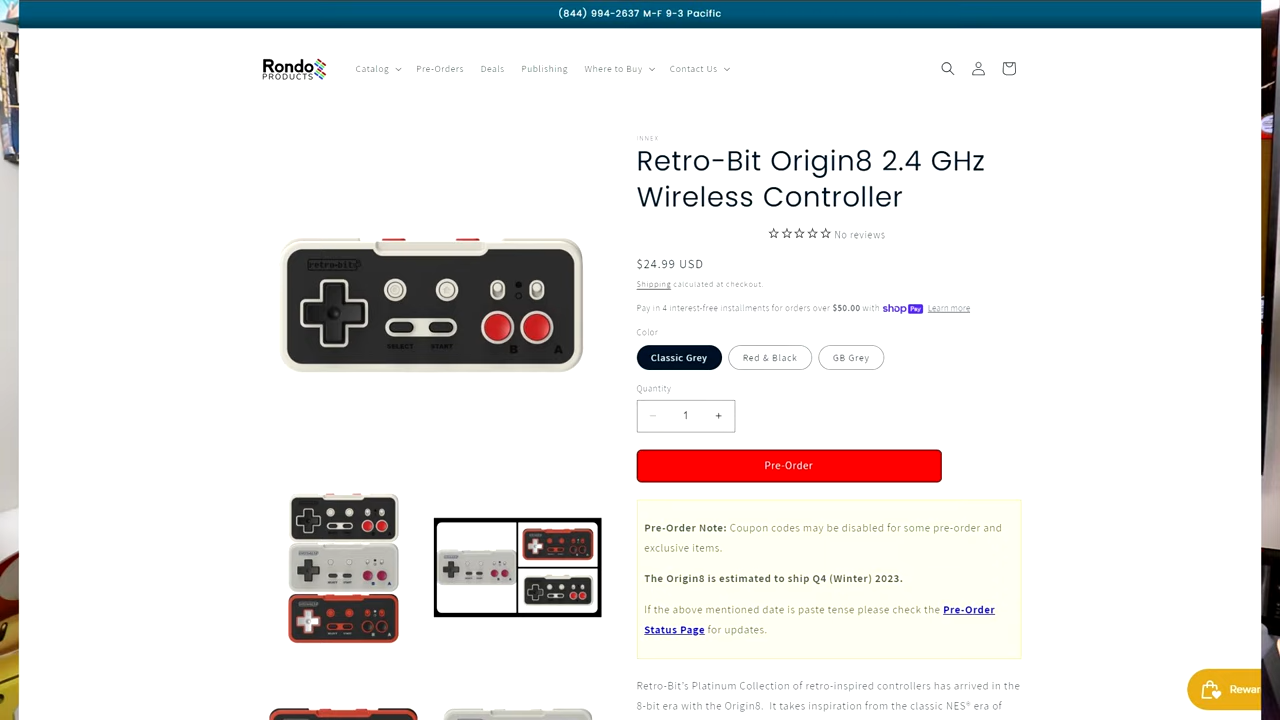 (844) 994-2637 M-F 9-3 Pacific
Rondo
PRODUCTS
Catalog
Pre-Orders
Deals
Publishing
Where to Buy
Contact Us
INNEX
Retro-Bit Origin8 2.4 GHz
Wireless Controller
No reviews
$24.99 USD
Shipping calculated at checkout.
Pay in 4 interest-free installments for orders over $50.00 with shop Pay Learn more
Color
Classic Grey
Red & Black
GB Grey
Quantity
1
Pre-Order
retro-bit
SELECT START
B A
Pre-Order Note: Coupon codes may be disabled for some pre-order and
exclusive items.
The Origin8 is estimated to ship Q4 (Winter) 2023.
If the above mentioned date is paste tense please check the Pre-Order
Status Page for updates.
Retro-Bit's Platinum Collection of retro-inspired controllers has arrived in the
8-bit era with the Origin8. It takes inspiration from the classic NES® era of